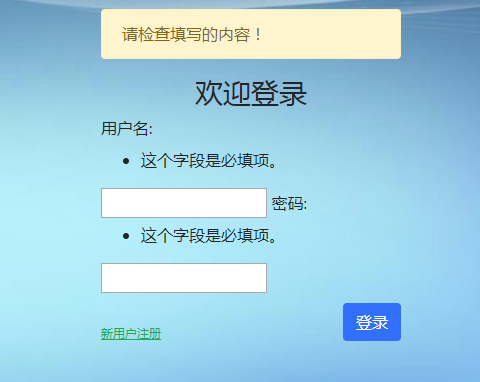 请检查填写的内容！
欢迎登录
用户名:
这个字段是必填项。
密码:
这个字段是必填项。
登录
新用户注册